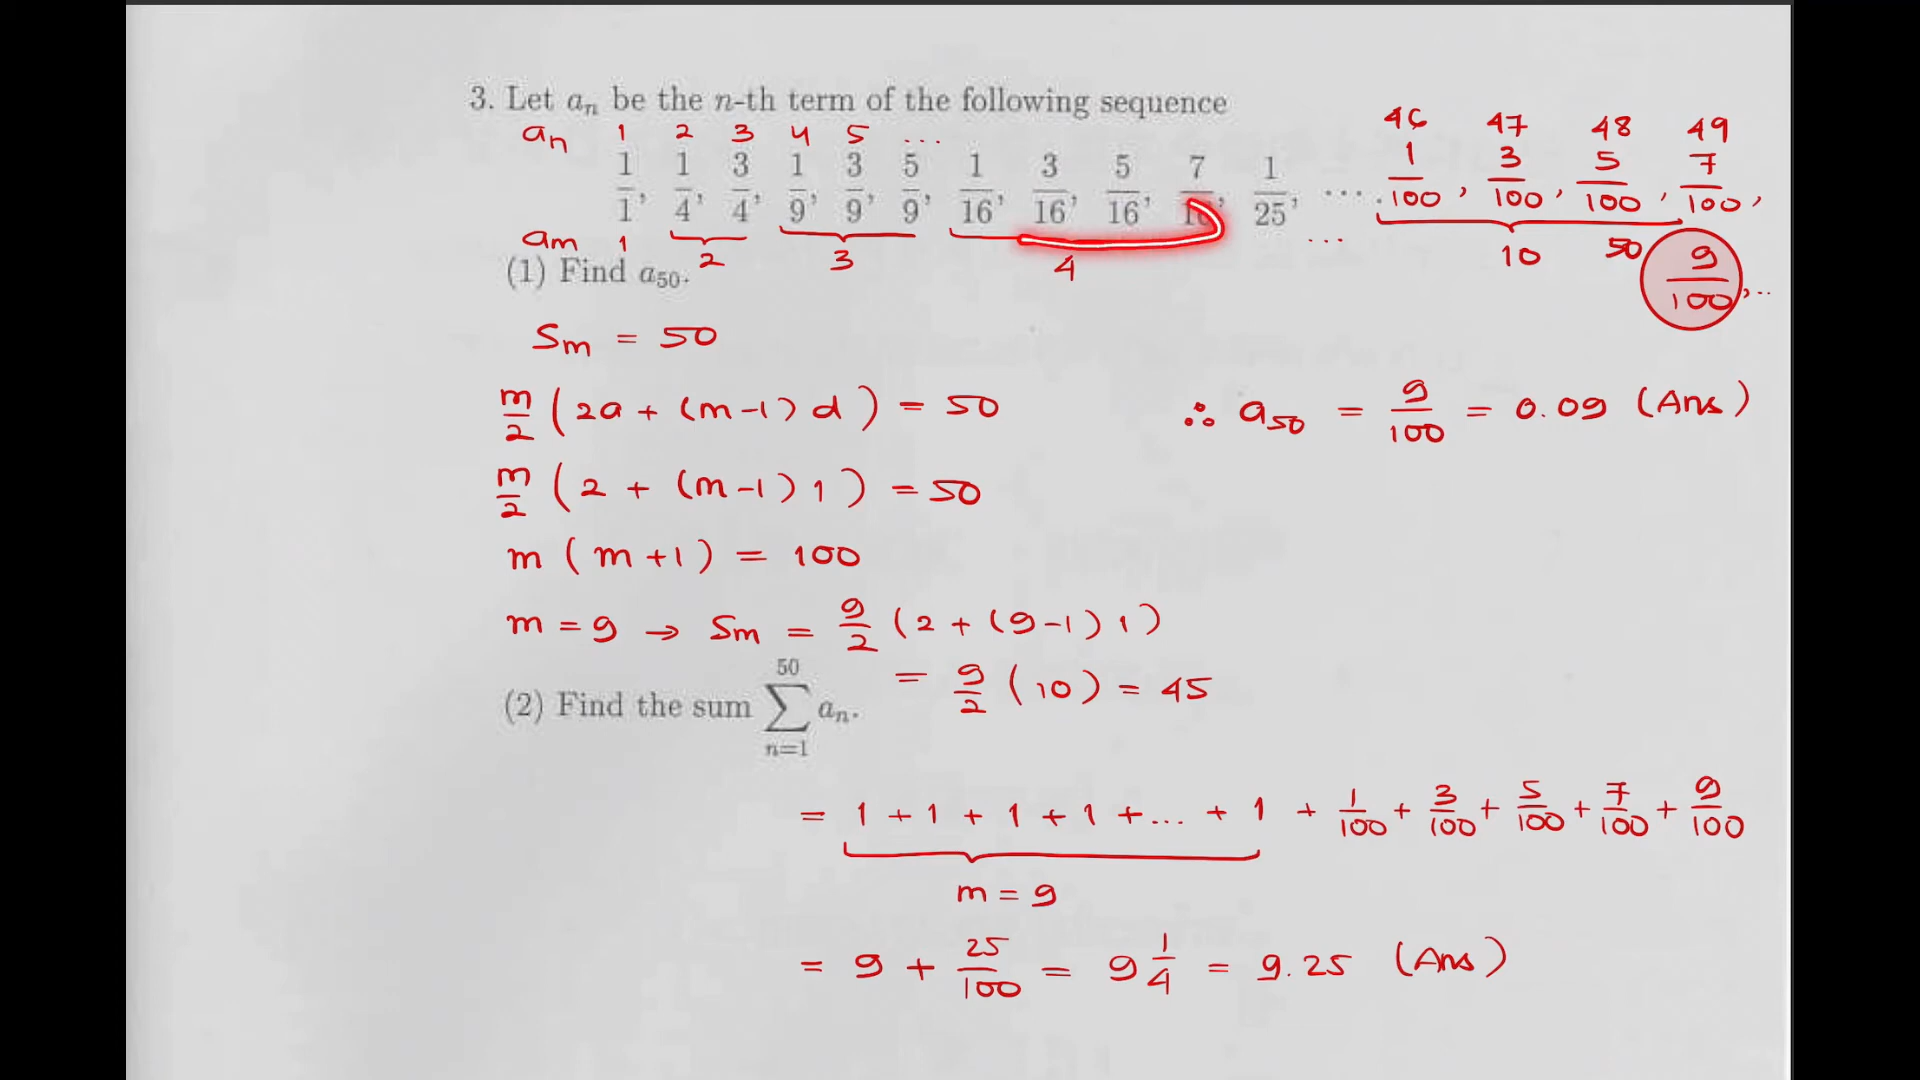 3. Let aₙ be the n-th term of the following sequence
aₙ 1 2 3 4 5 ... 46 47 48 49
1/1, 1/4, 3/4, 1/9, 3/9, 5/9, 1/16, 3/16, 5/16, 7/16, 1/25, ... 1/100, 3/100, 5/100, 7/100,
aₘ 1 2 3 4 ... 10 50 9/100, ..
(1) Find a₅₀.
Sₘ = 50
m/2 (2a + (m-1) d) = 50 ∴ a₅₀ = 9/100 = 0.09 (Ans)
m/2 (2 + (m-1) 1) = 50
m (m+1) = 100
m = 9 → Sₘ = 9/2 (2 + (9-1) 1)
= 9/2 (10) = 45
(2) Find the sum ∑ₙ₌₁⁵⁰ aₙ.
= 1 + 1 + 1 + 1 + ... + 1 + 1/100 + 3/100 + 5/100 + 7/100 + 9/100
m = 9
= 9 + 25/100 = 9 1/4 = 9.25 (Ans)